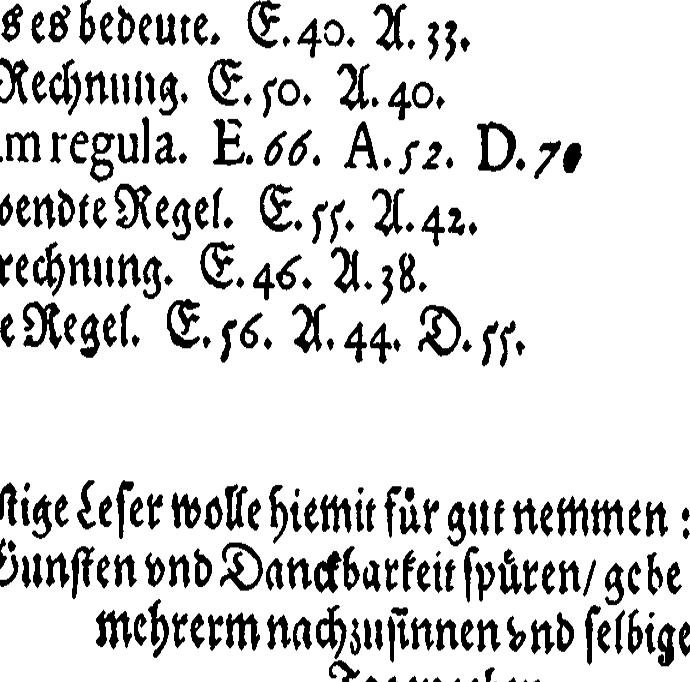 s es bedeute. E. 40. A. 33.
Rechnung. E. 50. A. 40.
m regula. E. 66. A. 52. D. 70
wendte Regel. E. 55. A. 42.
rechnung. E. 46. A. 38.
e Regel. E. 56. A. 44. D. 55.
stige Leser wolle hiemit für gut nemmen :
Gunsten vnd Danckbarkeit spüren/ gebe
mehrerm nachzusinnen vnd selbige